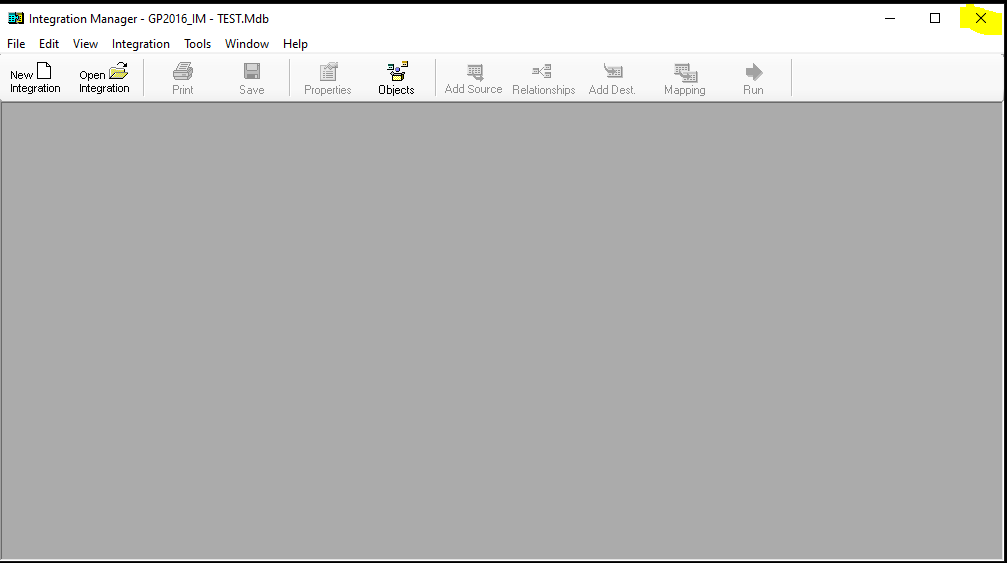 Integration Manager - GP2016_IM - TEST.Mdb
File Edit View Integration Tools Window Help
New Integration
Open Integration
Print
Save
Properties
Objects
Add Source
Relationships
Add Dest.
Mapping
Run